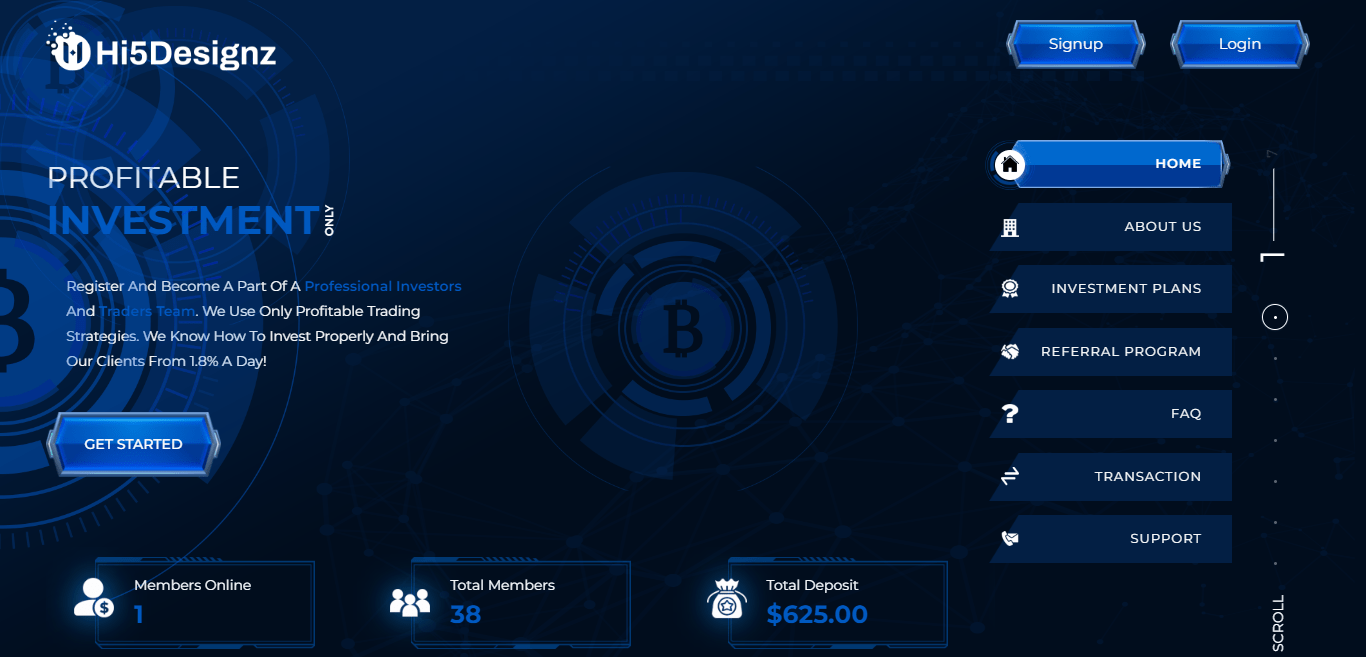 Hi5Designz
Signup
Login
PROFITABLE
INVESTMENT ONLY
Register And Become A Part Of A Professional Investors
And Traders Team. We Use Only Profitable Trading
Strategies. We Know How To Invest Properly And Bring
Our Clients From 1.8% A Day!
GET STARTED
HOME
ABOUT US
INVESTMENT PLANS
REFERRAL PROGRAM
FAQ
TRANSACTION
SUPPORT
7
1
SCROLL
Members Online
1
Total Members
38
Total Deposit
$625.00